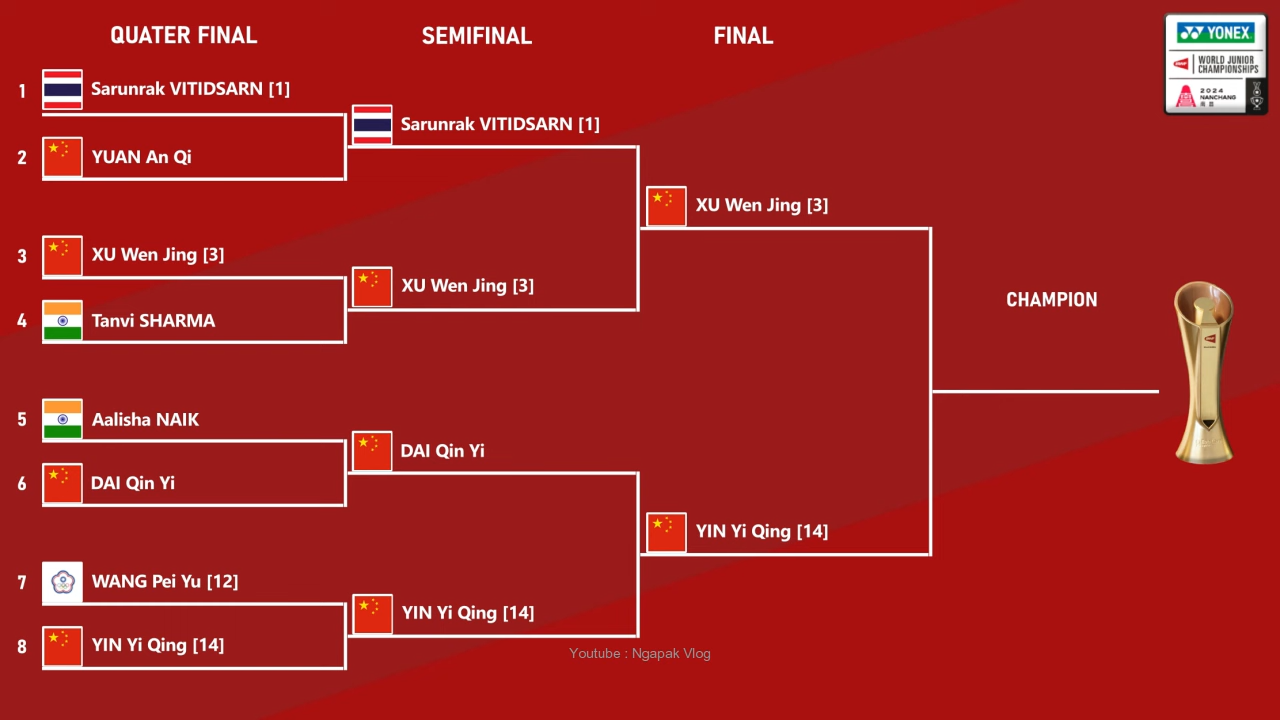 QUATER FINAL
SEMIFINAL
FINAL
YONEX
WORLD JUNIOR
CHAMPIONSHIPS
2024
NANCHANG
南昌
1 Sarunrak VITIDSARN [1]
2 YUAN An Qi
3 XU Wen Jing [3]
4 Tanvi SHARMA
5 Aalisha NAIK
6 DAI Qin Yi
7 WANG Pei Yu [12]
8 YIN Yi Qing [14]
Sarunrak VITIDSARN [1]
XU Wen Jing [3]
DAI Qin Yi
YIN Yi Qing [14]
XU Wen Jing [3]
YIN Yi Qing [14]
CHAMPION
Youtube : Ngapak Vlog